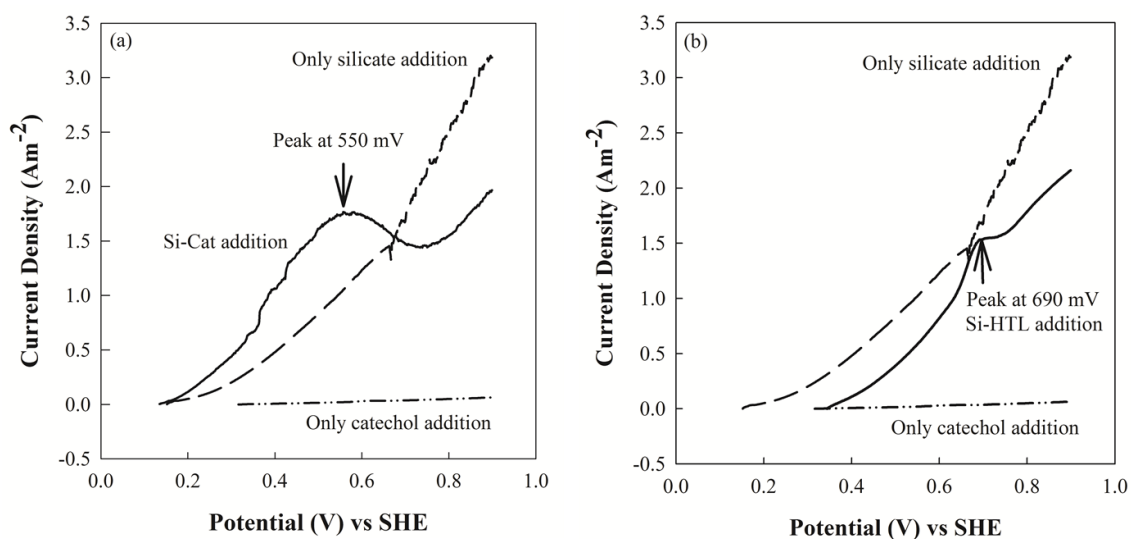 (a)
Only silicate addition
Peak at 550 mV
Si-Cat addition
Only catechol addition
3.5
3.0
2.5
2.0
1.5
1.0
0.5
0.0
-0.5
0.0 0.2 0.4 0.6 0.8 1.0
Current Density (Am-2)
Potential (V) vs SHE
(b)
Only silicate addition
Peak at 690 mV
Si-HTL addition
Only catechol addition
3.5
3.0
2.5
2.0
1.5
1.0
0.5
0.0
-0.5
0.0 0.2 0.4 0.6 0.8 1.0
Current Density (Am-2)
Potential (V) vs SHE